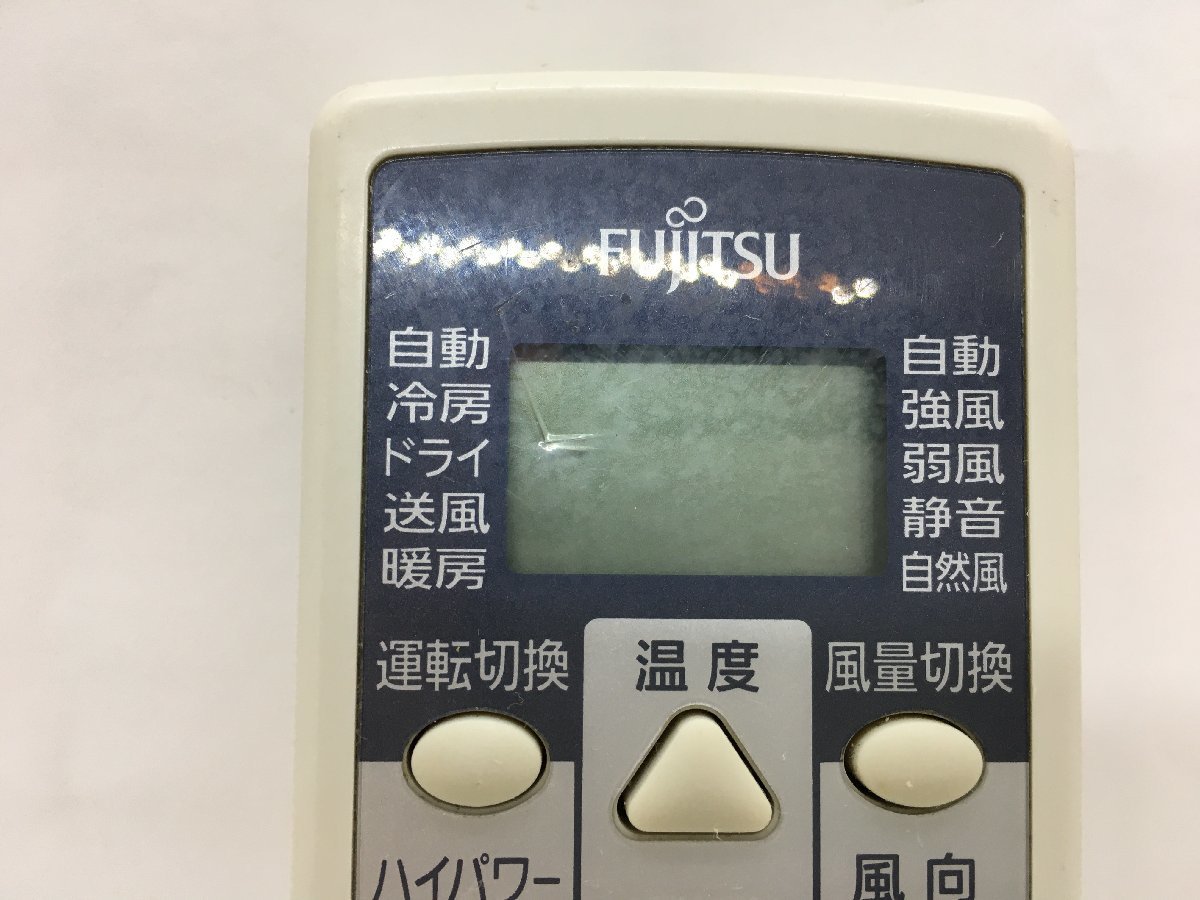 FUJITSU
自動
冷房
ドライ
送風
暖房
自動
強風
弱風
静音
自然風
運転切換
温度
風量切換
ハイパワー
風向